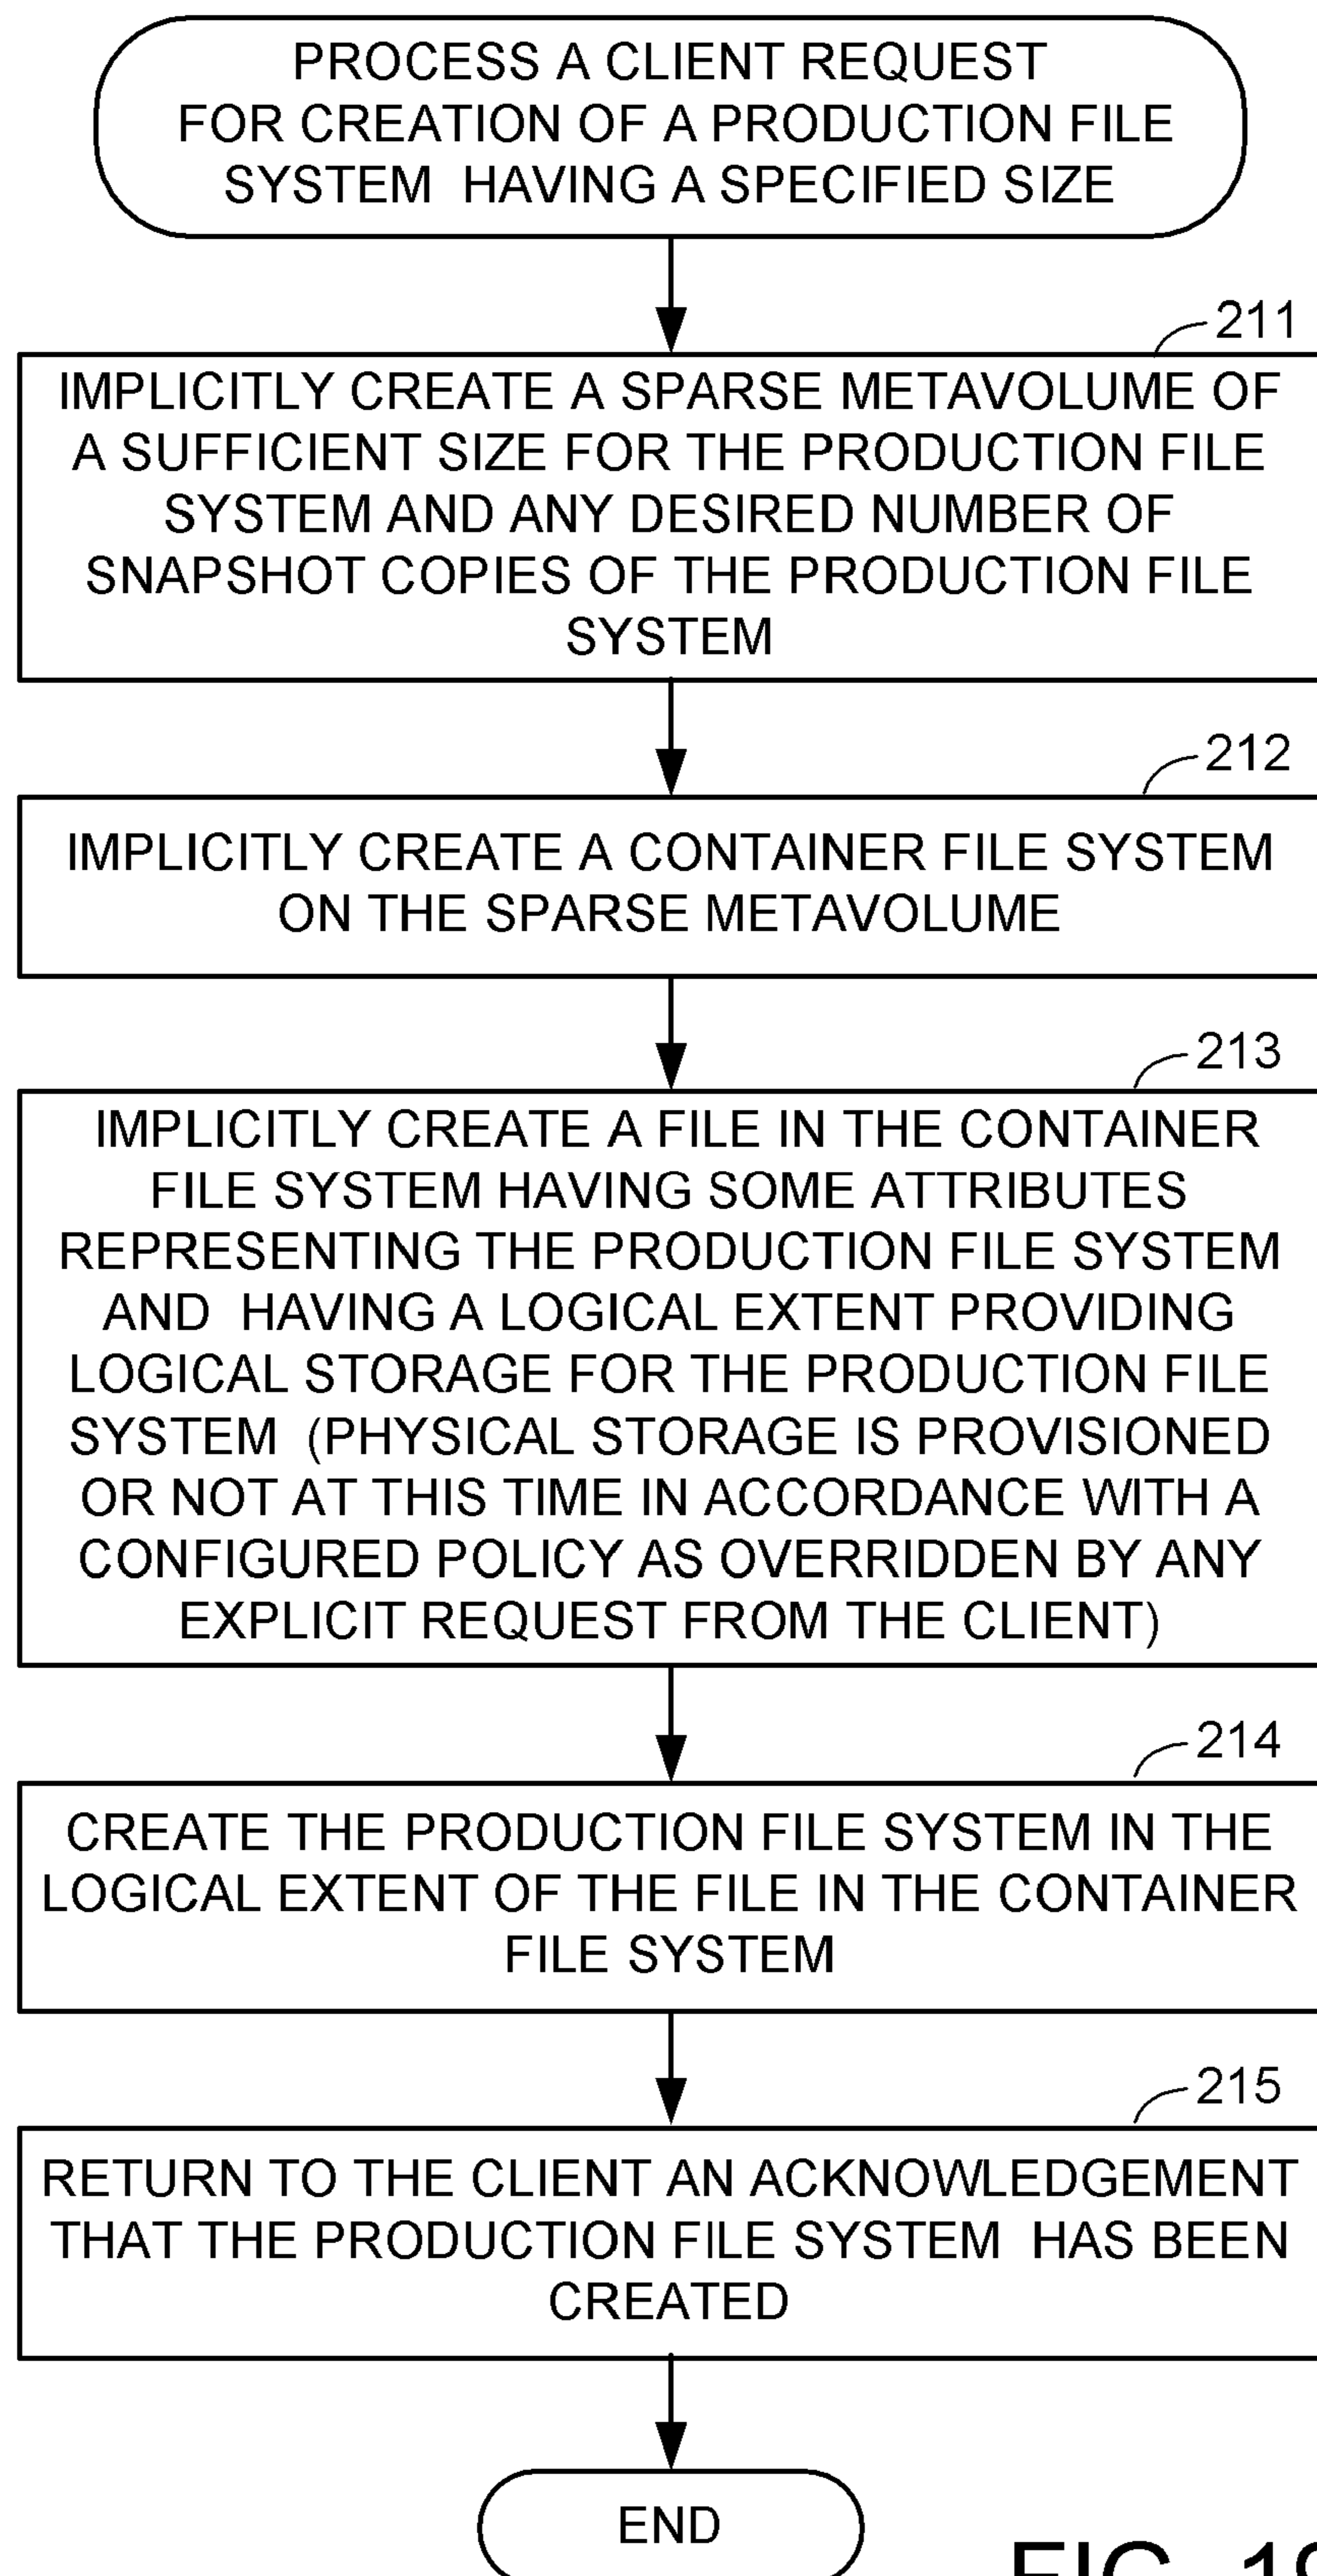 PROCESS A CLIENT REQUEST
FOR CREATION OF A PRODUCTION FILE
SYSTEM HAVING A SPECIFIED SIZE
211
IMPLICITLY CREATE A SPARSE METAVOLUME OF
A SUFFICIENT SIZE FOR THE PRODUCTION FILE
SYSTEM AND ANY DESIRED NUMBER OF
SNAPSHOT COPIES OF THE PRODUCTION FILE
SYSTEM
212
IMPLICITLY CREATE A CONTAINER FILE SYSTEM
ON THE SPARSE METAVOLUME
213
IMPLICITLY CREATE A FILE IN THE CONTAINER
FILE SYSTEM HAVING SOME ATTRIBUTES
REPRESENTING THE PRODUCTION FILE SYSTEM
AND HAVING A LOGICAL EXTENT PROVIDING
LOGICAL STORAGE FOR THE PRODUCTION FILE
SYSTEM (PHYSICAL STORAGE IS PROVISIONED
OR NOT AT THIS TIME IN ACCORDANCE WITH A
CONFIGURED POLICY AS OVERRIDDEN BY ANY
EXPLICIT REQUEST FROM THE CLIENT)
214
CREATE THE PRODUCTION FILE SYSTEM IN THE
LOGICAL EXTENT OF THE FILE IN THE CONTAINER
FILE SYSTEM
215
RETURN TO THE CLIENT AN ACKNOWLEDGEMENT
THAT THE PRODUCTION FILE SYSTEM HAS BEEN
CREATED
END
FIG.